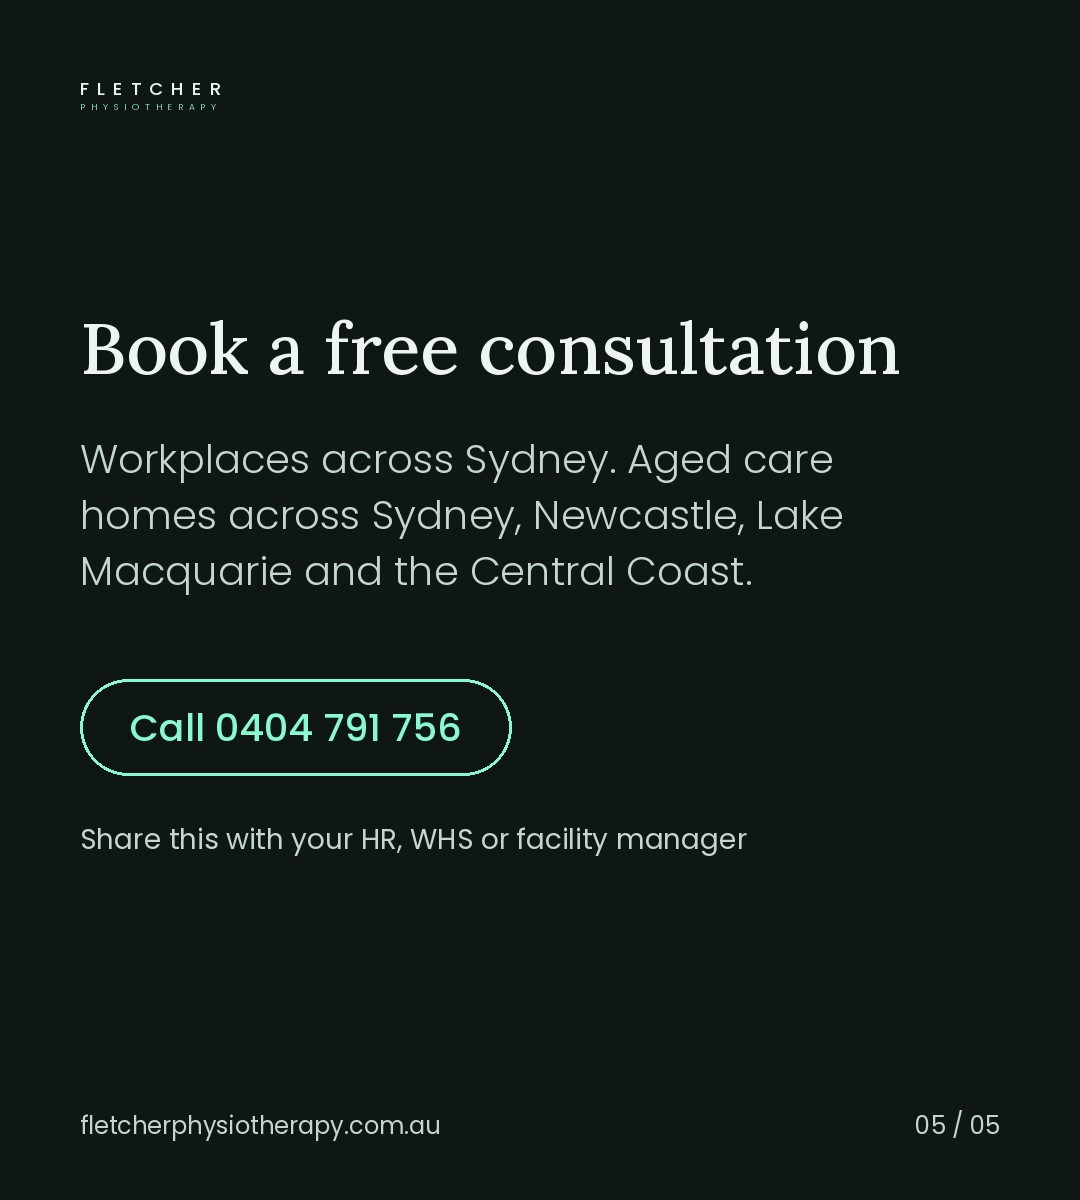 FLETCHER
PHYSIOTHERAPY
Book a free consultation
Workplaces across Sydney. Aged care
homes across Sydney, Newcastle, Lake
Macquarie and the Central Coast.
Call 0404 791 756
Share this with your HR, WHS or facility manager
fletcherphysiotherapy.com.au
05 / 05